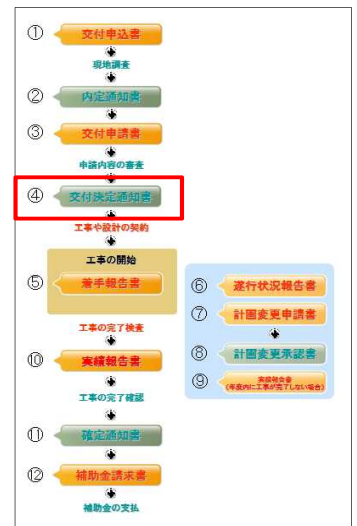 ① 交付申込書
現地調査
② 内定通知書
③ 交付申請書
申請内容の審査
④ 交付決定通知書
工事や設計の契約
工事の開始
⑤ 着手報告書
工事の完了検査
⑩ 実績報告書
工事の完了確認
⑪ 確定通知書
⑫ 補助金請求書
補助金の支払
⑥ 遂行状況報告書
⑦ 計画変更申請書
⑧ 計画変更承認書
⑨ 実績報告書
(年度内に工事が完了しない場合)